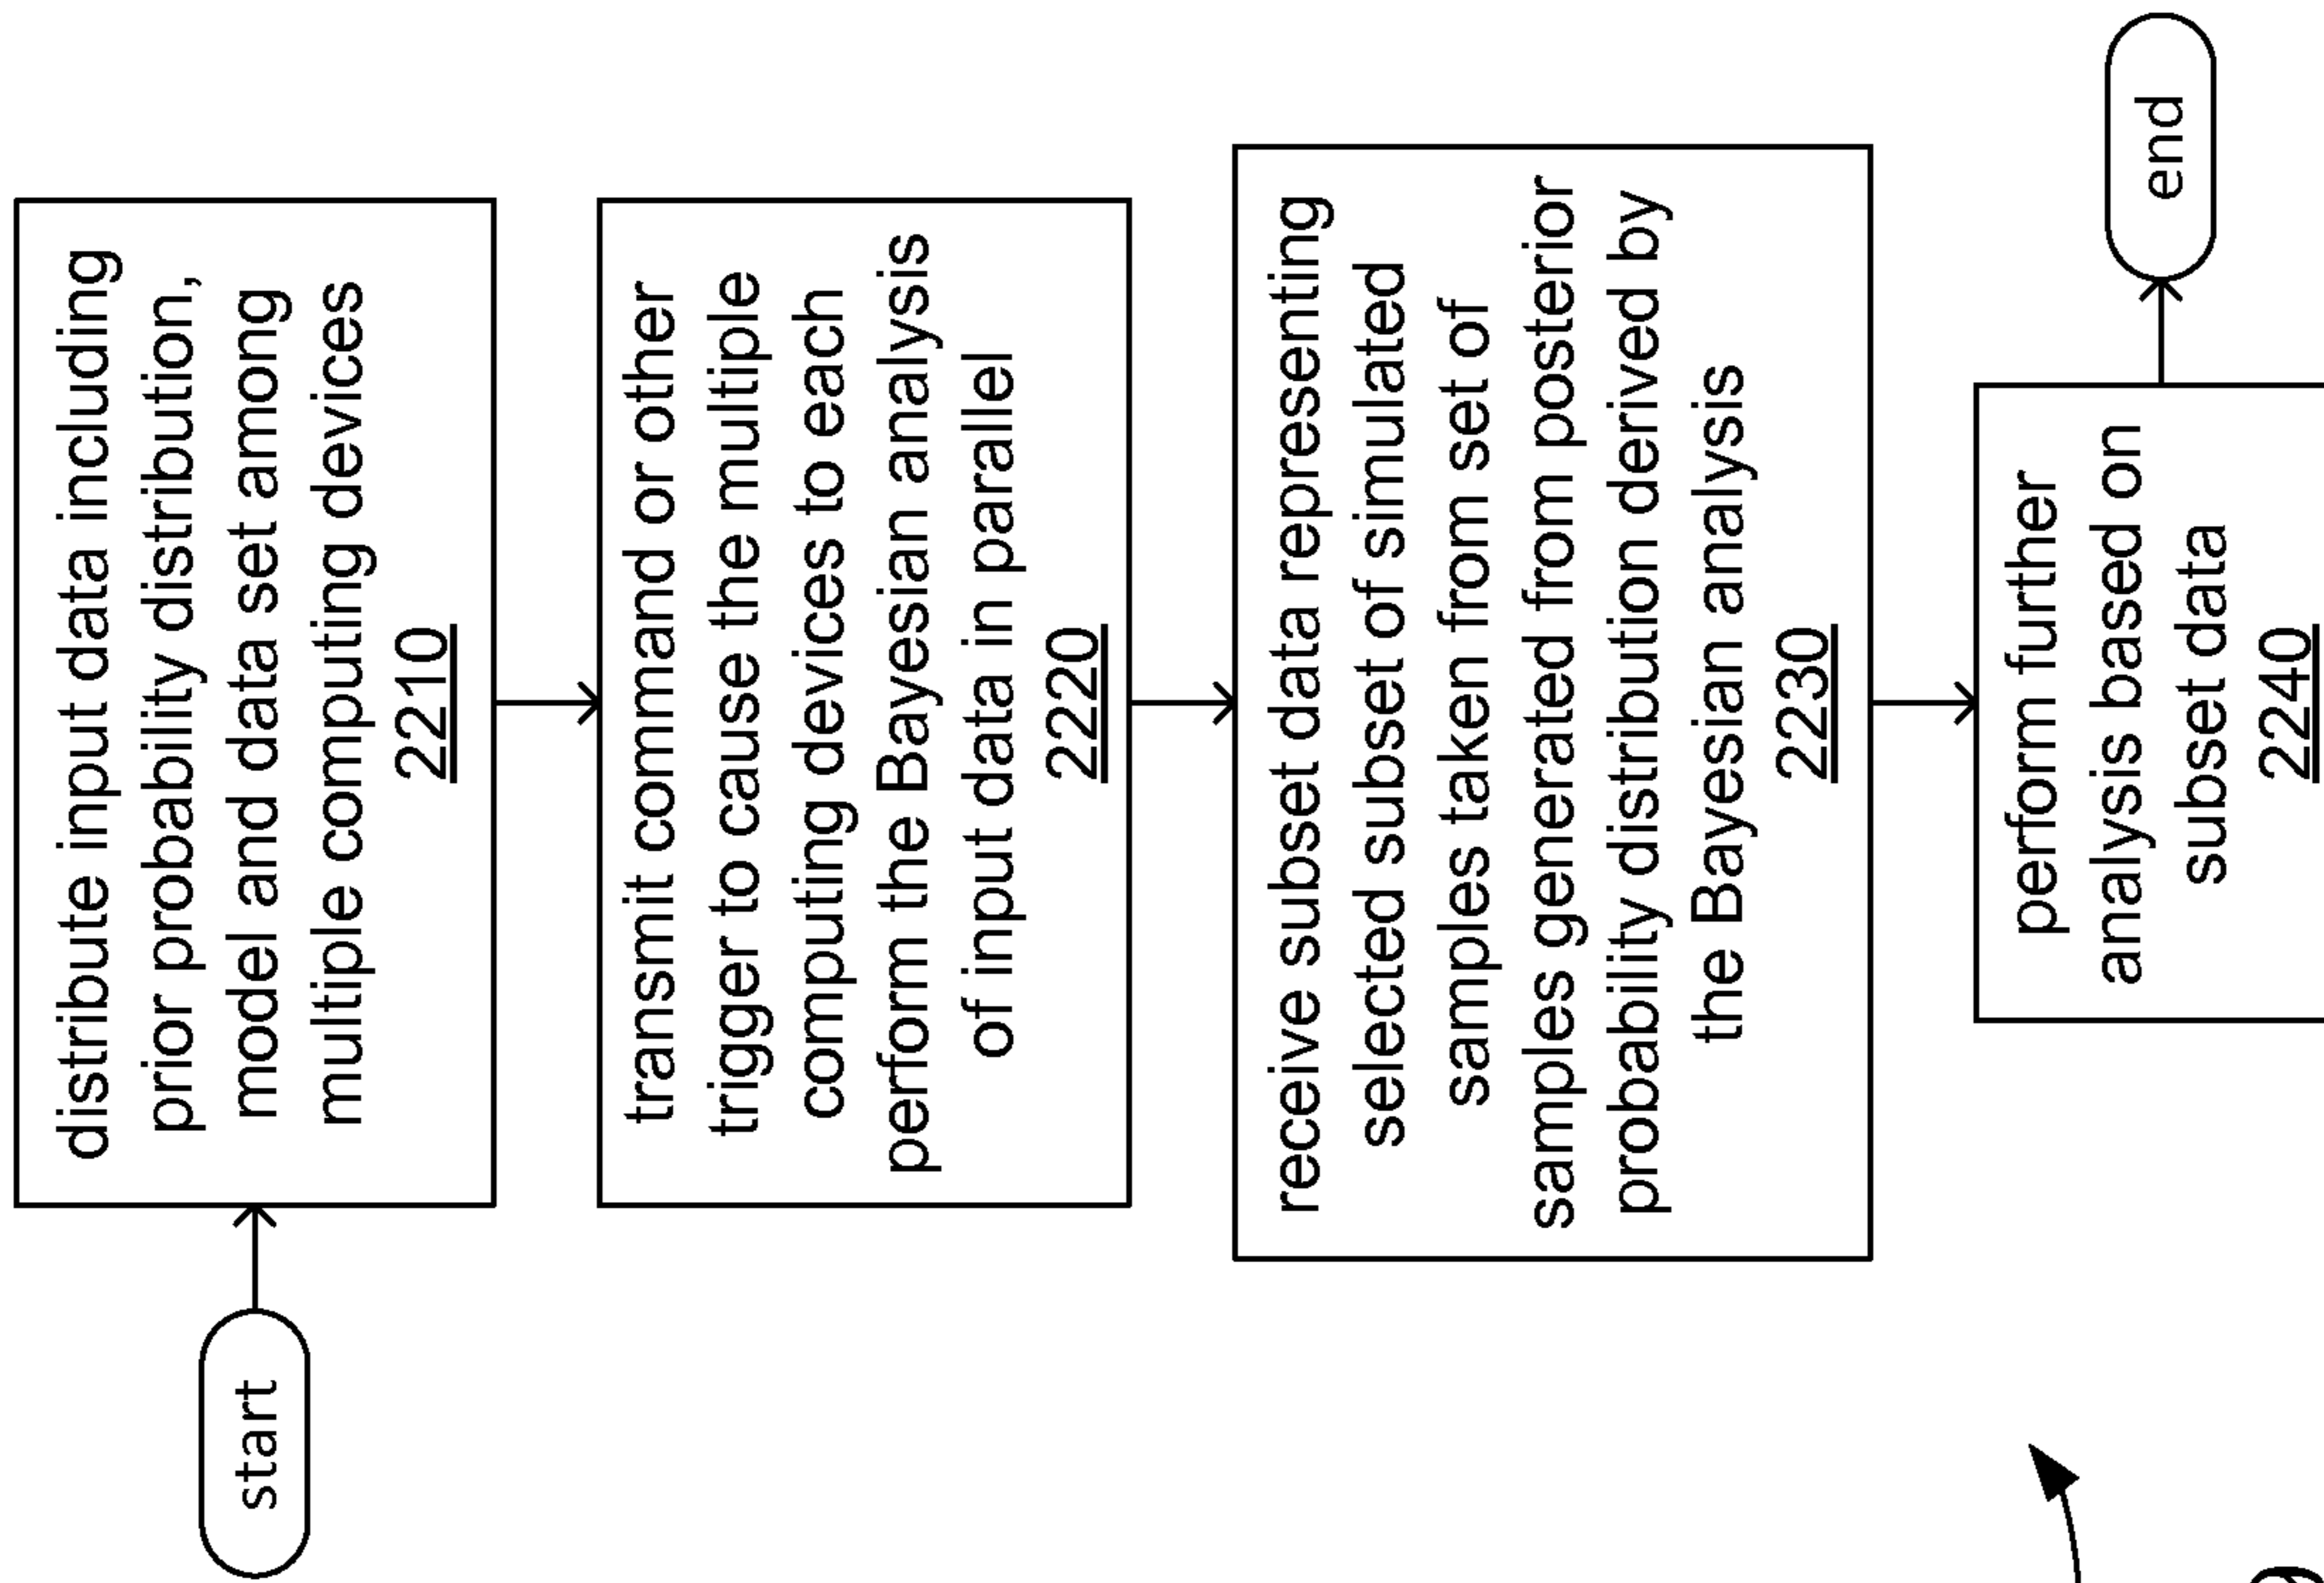 start
distribute input data including
prior probability distribution,
model and data set among
multiple computing devices
2210
transmit command or other
trigger to cause the multiple
computing devices to each
perform the Bayesian analysis
of input data in parallel
2220
receive subset data representing
selected subset of simulated
samples taken from set of
samples generated from posterior
probability distribution derived by
the Bayesian analysis
2230
perform further
analysis based on
subset data
2240
end